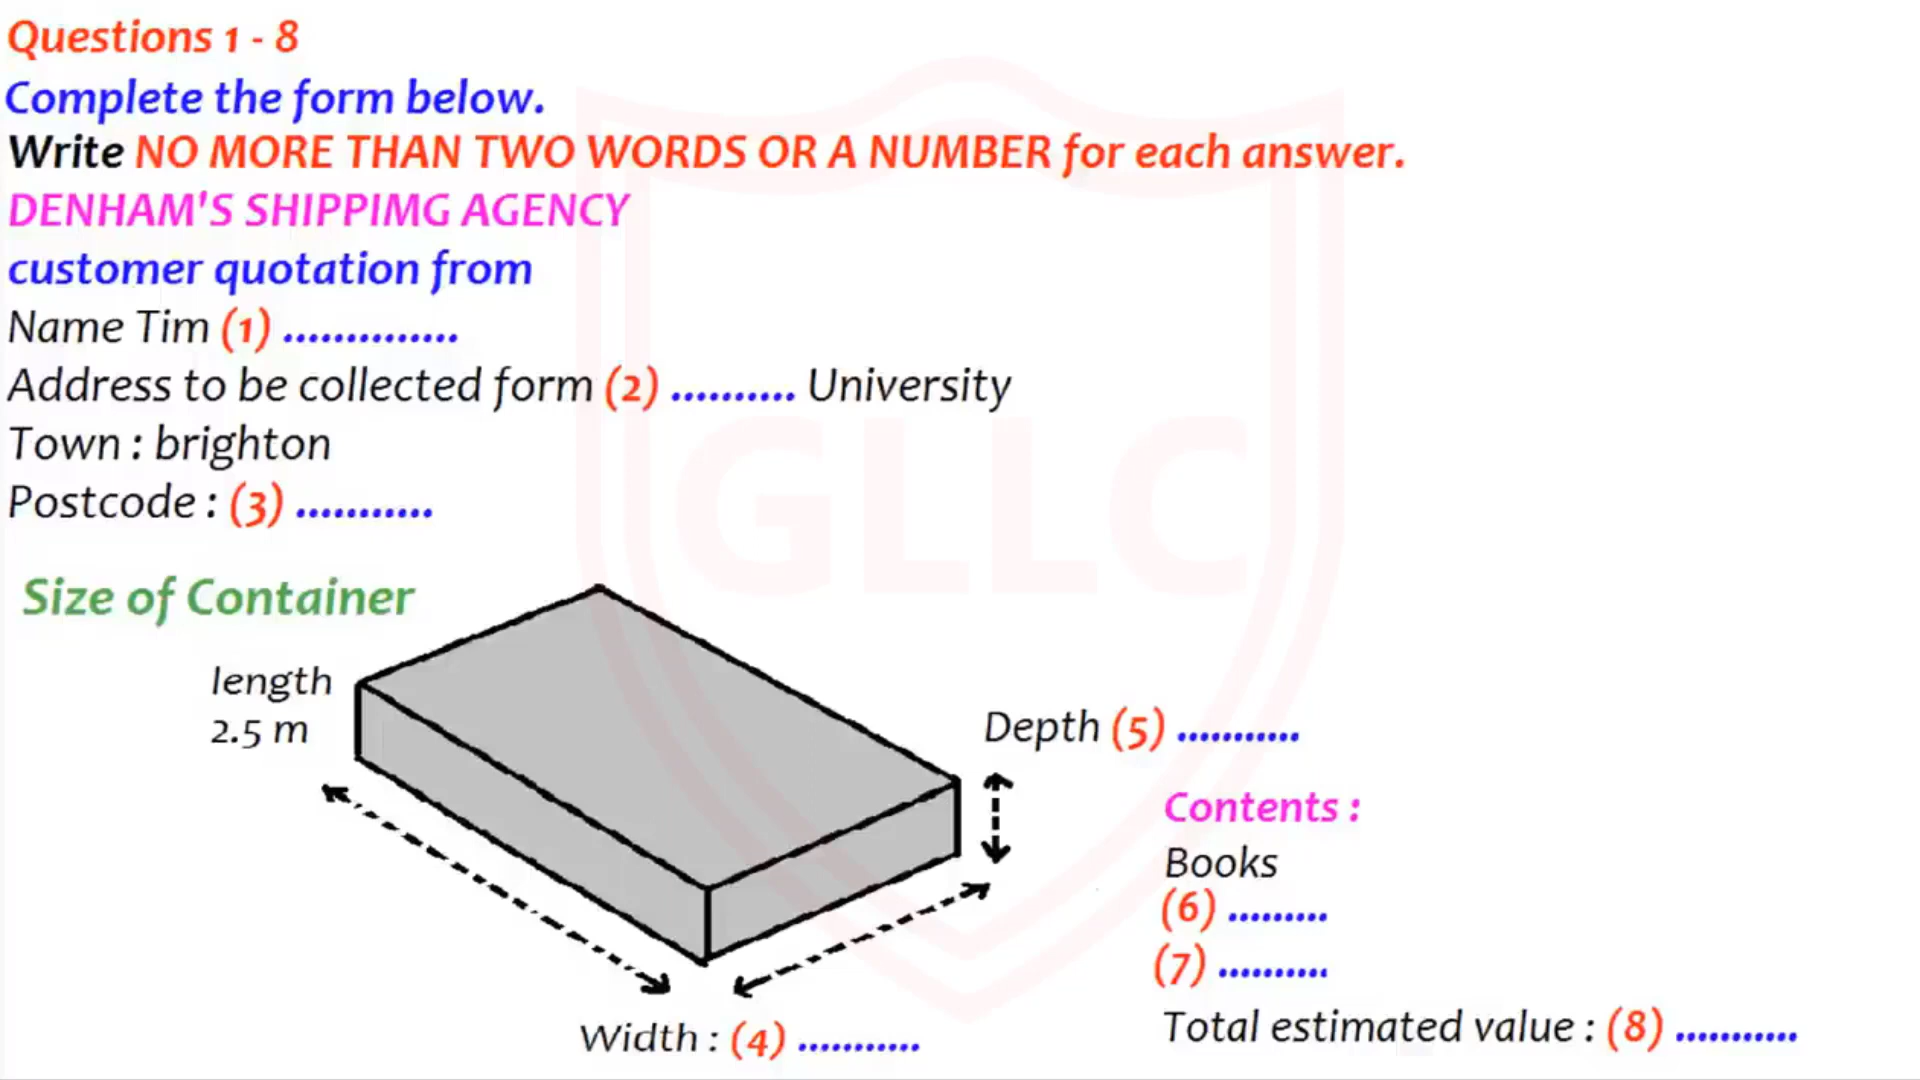 Questions 1 - 8
Complete the form below.
Write NO MORE THAN TWO WORDS OR A NUMBER for each answer.
DENHAM'S SHIPPIMG AGENCY
customer quotation from
Name Tim (1) ..............
Address to be collected form (2) .......... University
Town : brighton
Postcode : (3) ...........
GLLC
Size of Container
length
2.5 m
Depth (5) ..........
Contents :
Books
(6) ........
(7) .........
Width : (4) ..........
Total estimated value : (8) ..........